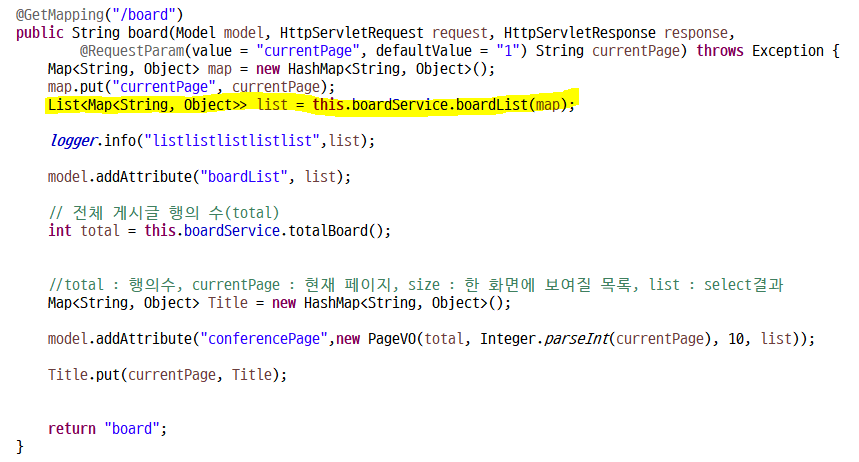 @GetMapping("/board")
public String board(Model model, HttpServletRequest request, HttpServletResponse response,
@RequestParam(value = "currentPage", defaultValue = "1") String currentPage) throws Exception {
Map<String, Object> map = new HashMap<String, Object>();
map.put("currentPage", currentPage);
List<Map<String, Object>> list = this.boardService.boardList(map);
logger.info("listlistlistlistlist",list);
model.addAttribute("boardList", list);
// 전체 게시글 행의 수(total)
int total = this.boardService.totalBoard();
//total : 행의수, currentPage : 현재 페이지, size : 한 화면에 보여질 목록, list : select결과
Map<String, Object> Title = new HashMap<String, Object>();
model.addAttribute("conferencePage",new PageVO(total, Integer.parseInt(currentPage), 10, list));
Title.put(currentPage, Title);
return "board";
}